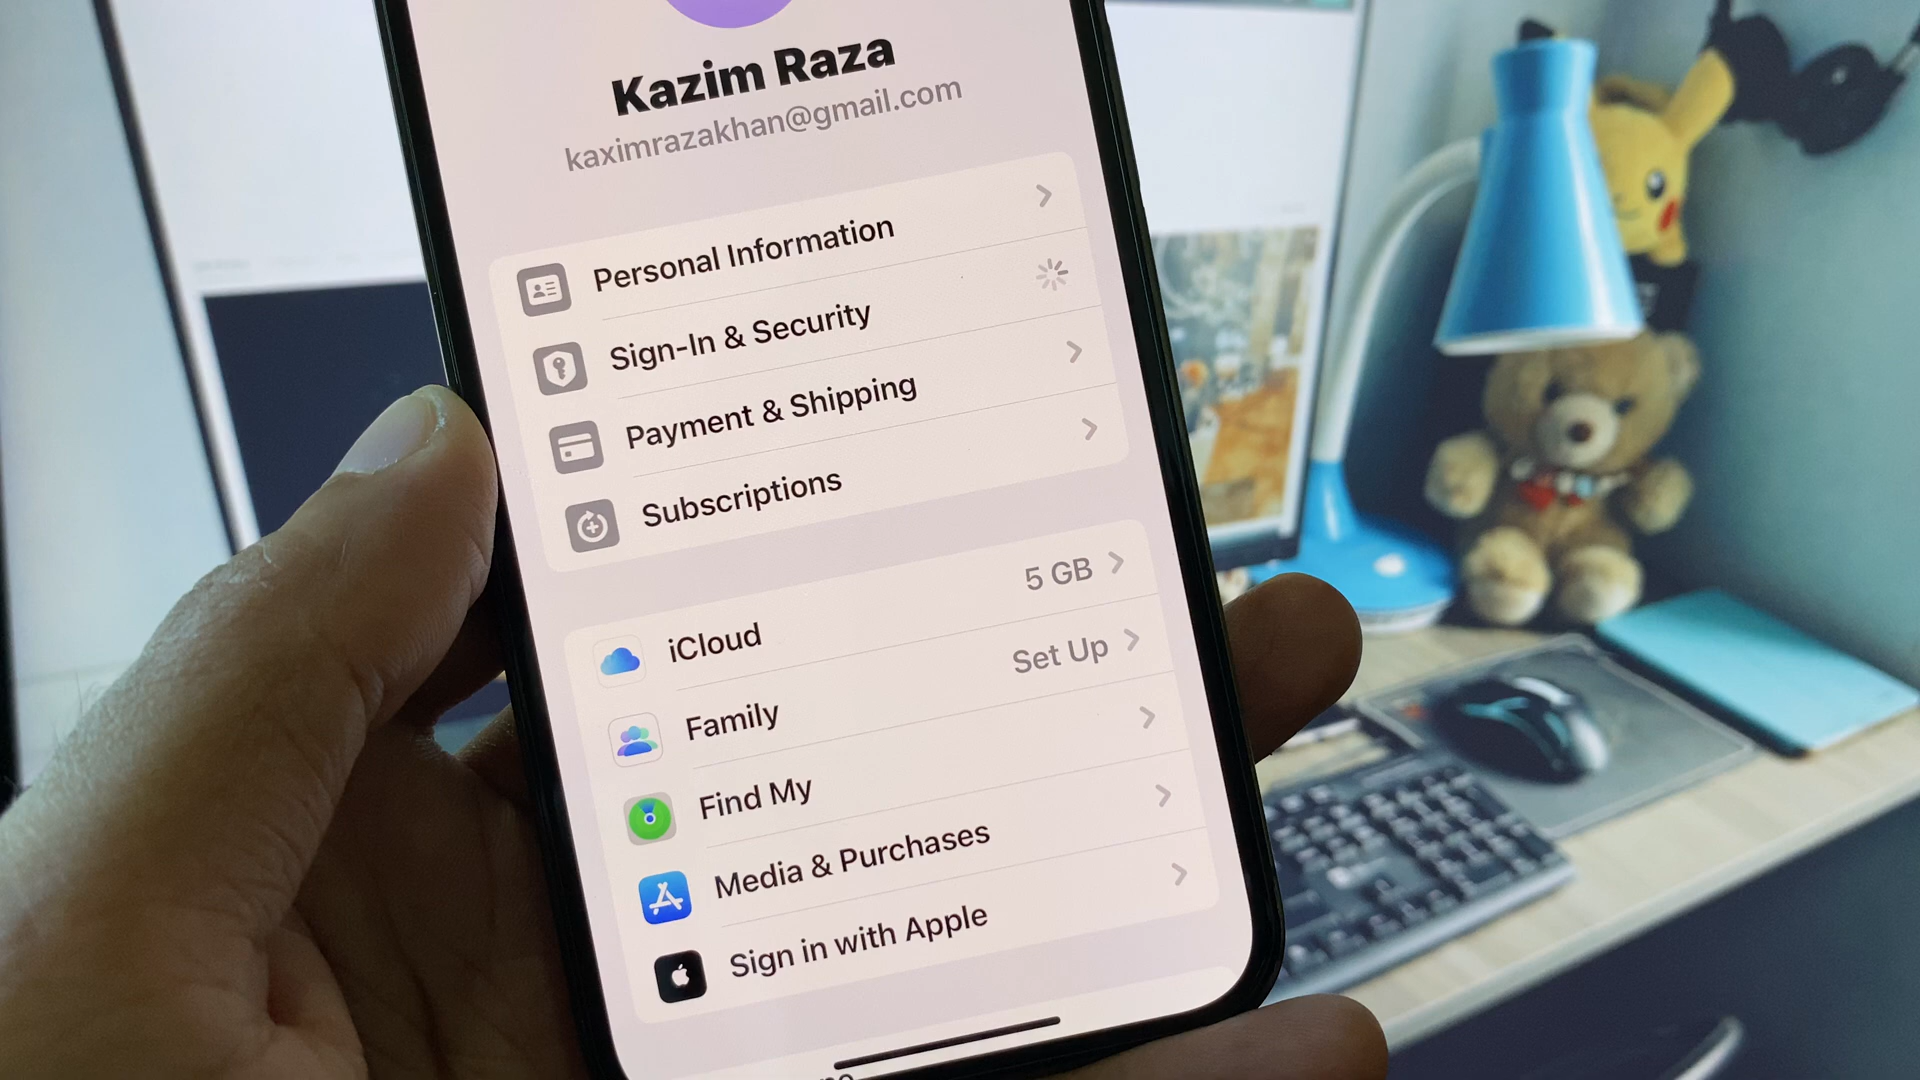 Kazim Raza
kaximrazakhan@gmail.com
Personal Information
Sign-In & Security
Payment & Shipping
Subscriptions
iCloud 5 GB
Family Set Up
Find My
Media & Purchases
Sign in with Apple